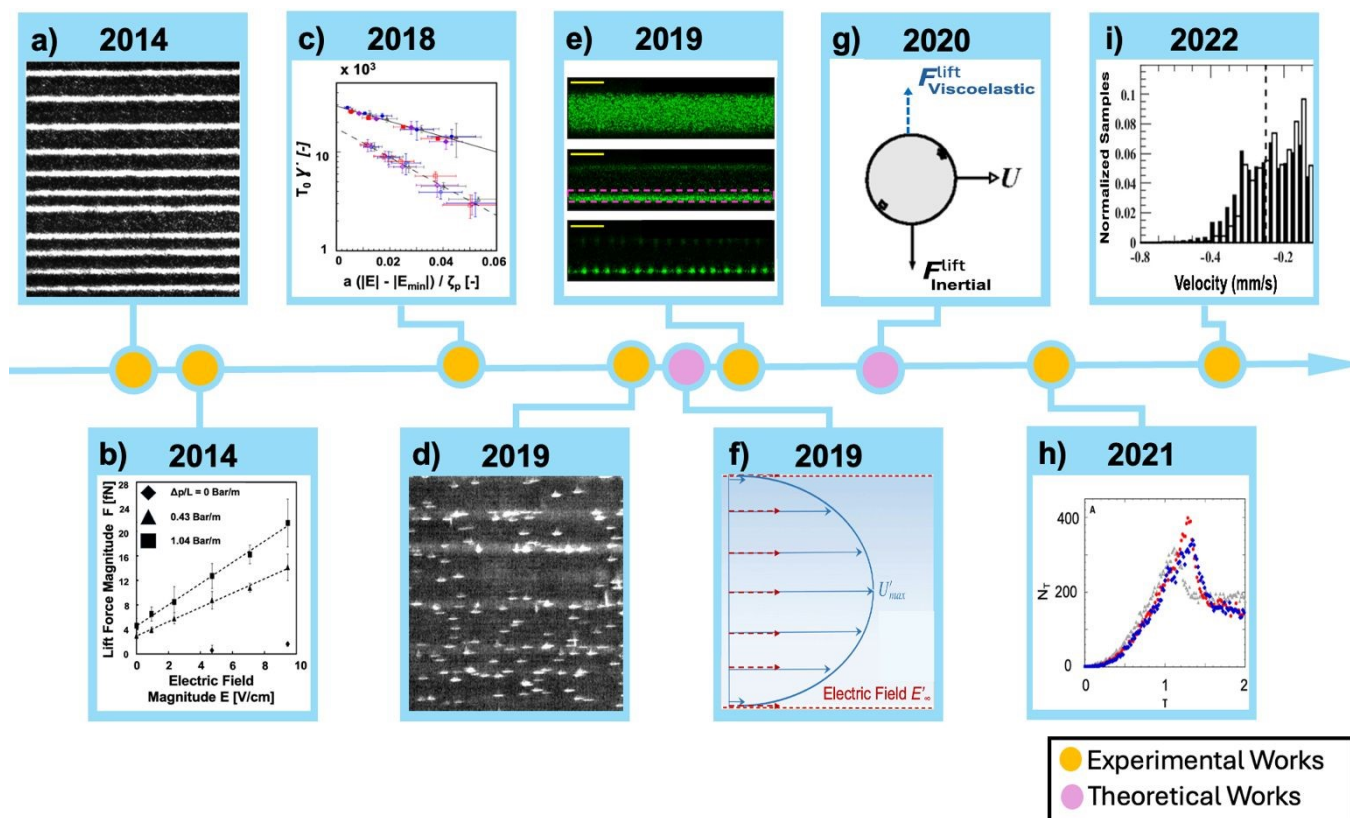 a) 2014
c) 2018
x 10³
T₀ γ̇ [-]
10
1
0 0.02 0.04 0.06
a (|E| - |Eₘᵢₙ|) / ζₚ [-]
e) 2019
g) 2020
F lift Viscoelastic
U
F lift Inertial
i) 2022
Normalized Samples
0.1
0.08
0.06
0.04
0.02
0
-0.8 -0.4 -0.2
Velocity (mm/s)
b) 2014
Lift Force Magnitude F [fN]
28
24
20
16
12
8
4
0
Δp/L = 0 Bar/m
0.43 Bar/m
1.04 Bar/m
0 2 4 6 8 10
Electric Field
Magnitude E [V/cm]
d) 2019
f) 2019
U'max
Electric Field E'∞
h) 2021
A
N_T
400
200
0
0 1 2
T
Experimental Works
Theoretical Works